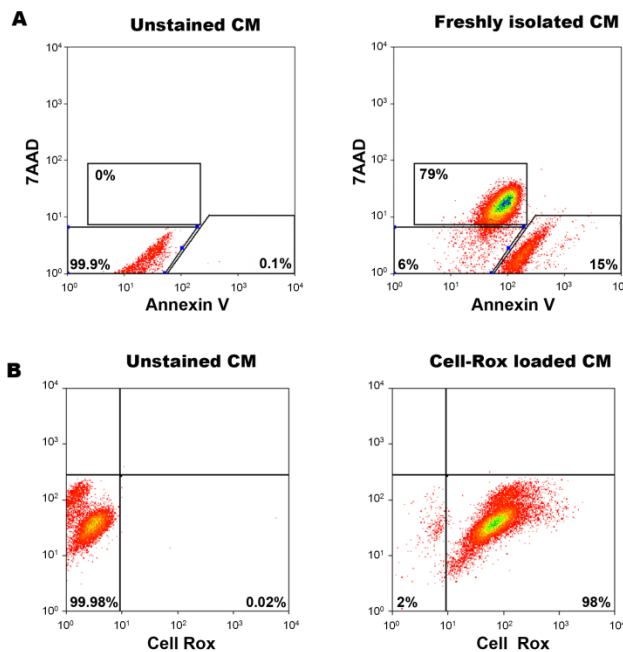 A
Unstained CM
Freshly isolated CM
10⁴
10³
10²
10¹
10⁰
7AAD
0%
99.9%
0.1%
10⁰ 10¹ 10² 10³ 10⁴
Annexin V
10⁴
10³
10²
10¹
10⁰
7AAD
79%
6%
15%
10⁰ 10¹ 10² 10³ 10⁴
Annexin V
B
Unstained CM
Cell-Rox loaded CM
10⁴
10³
10²
10¹
10⁰
99.98%
0.02%
10⁰ 10¹ 10² 10³ 10⁴
Cell Rox
10⁴
10³
10²
10¹
10⁰
2%
98%
10⁰ 10¹ 10² 10³ 10⁴
Cell Rox